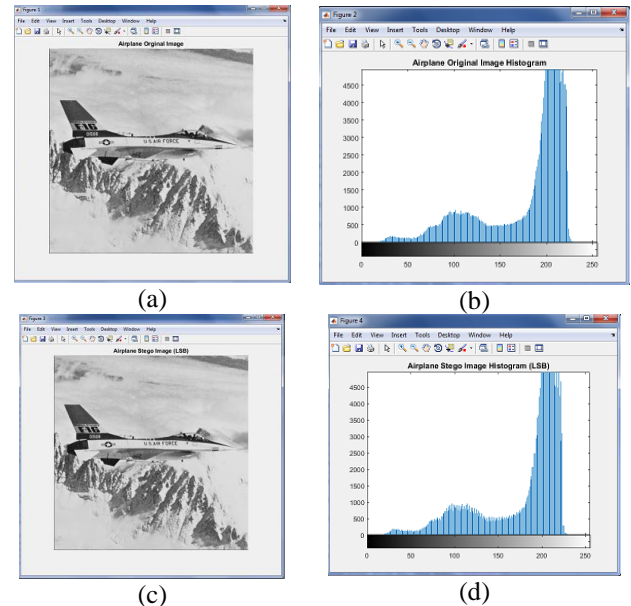 Figure 1
File Edit View Insert Tools Desktop Window Help
Airplane Orginal Image
F-16
U.S AIR FORCE
(a)
Figure 2
File Edit View Insert Tools Desktop Window Help
Airplane Original Image Histogram
4500
4000
3500
3000
2500
2000
1500
1000
500
0
0 50 100 150 200 250
(b)
Figure 3
File Edit View Insert Tools Desktop Window Help
Airplane Stego Image (LSB)
F-16
U.S AIR FORCE
(c)
Figure 4
File Edit View Insert Tools Desktop Window Help
Airplane Stego Image Histogram (LSB)
4500
4000
3500
3000
2500
2000
1500
1000
500
0
0 50 100 150 200 250
(d)